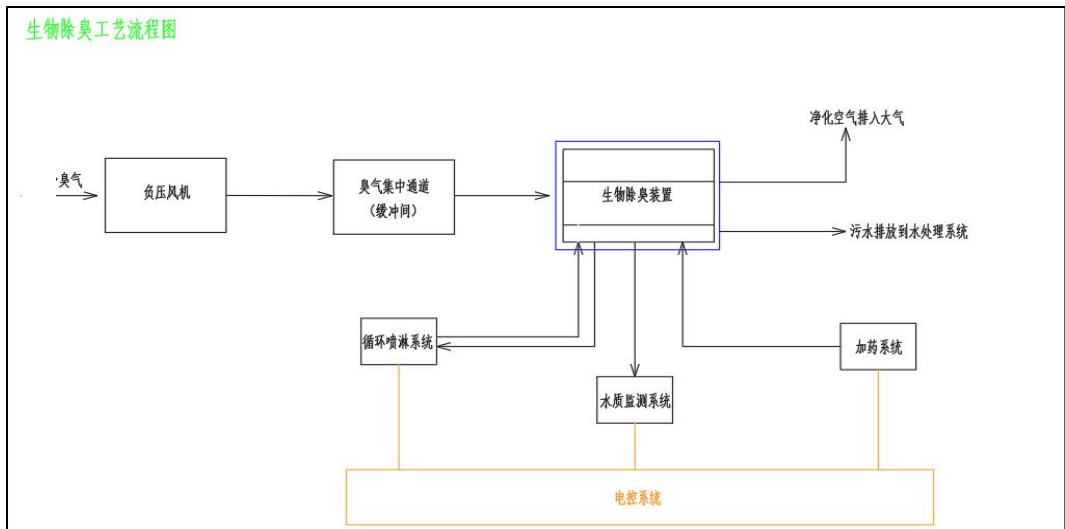 生物除臭工艺流程图
净化空气排入大气
臭气
负压风机
臭气集中通道
（缓冲间）
生物除臭装置
污水排放到水处理系统
循环喷淋系统
加药系统
水质监测系统
电控系统